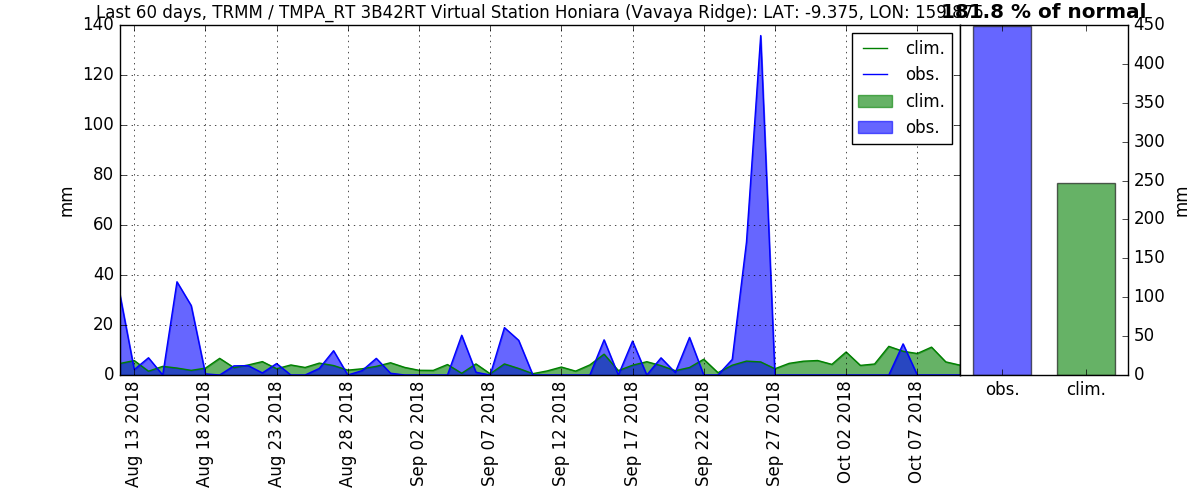 Last 60 days, TRMM / TMPA_RT 3B42RT Virtual Station Honiara (Vavaya Ridge): LAT: -9.375, LON:
181.8 % of normal
140
120
100
80
60
40
20
0
mm
clim.
obs.
clim.
obs.
Aug 13 2018
Aug 18 2018
Aug 23 2018
Aug 28 2018
Sep 02 2018
Sep 07 2018
Sep 12 2018
Sep 17 2018
Sep 22 2018
Sep 27 2018
Oct 02 2018
Oct 07 2018
450
400
350
300
250
200
150
100
50
0
mm
obs.
clim.